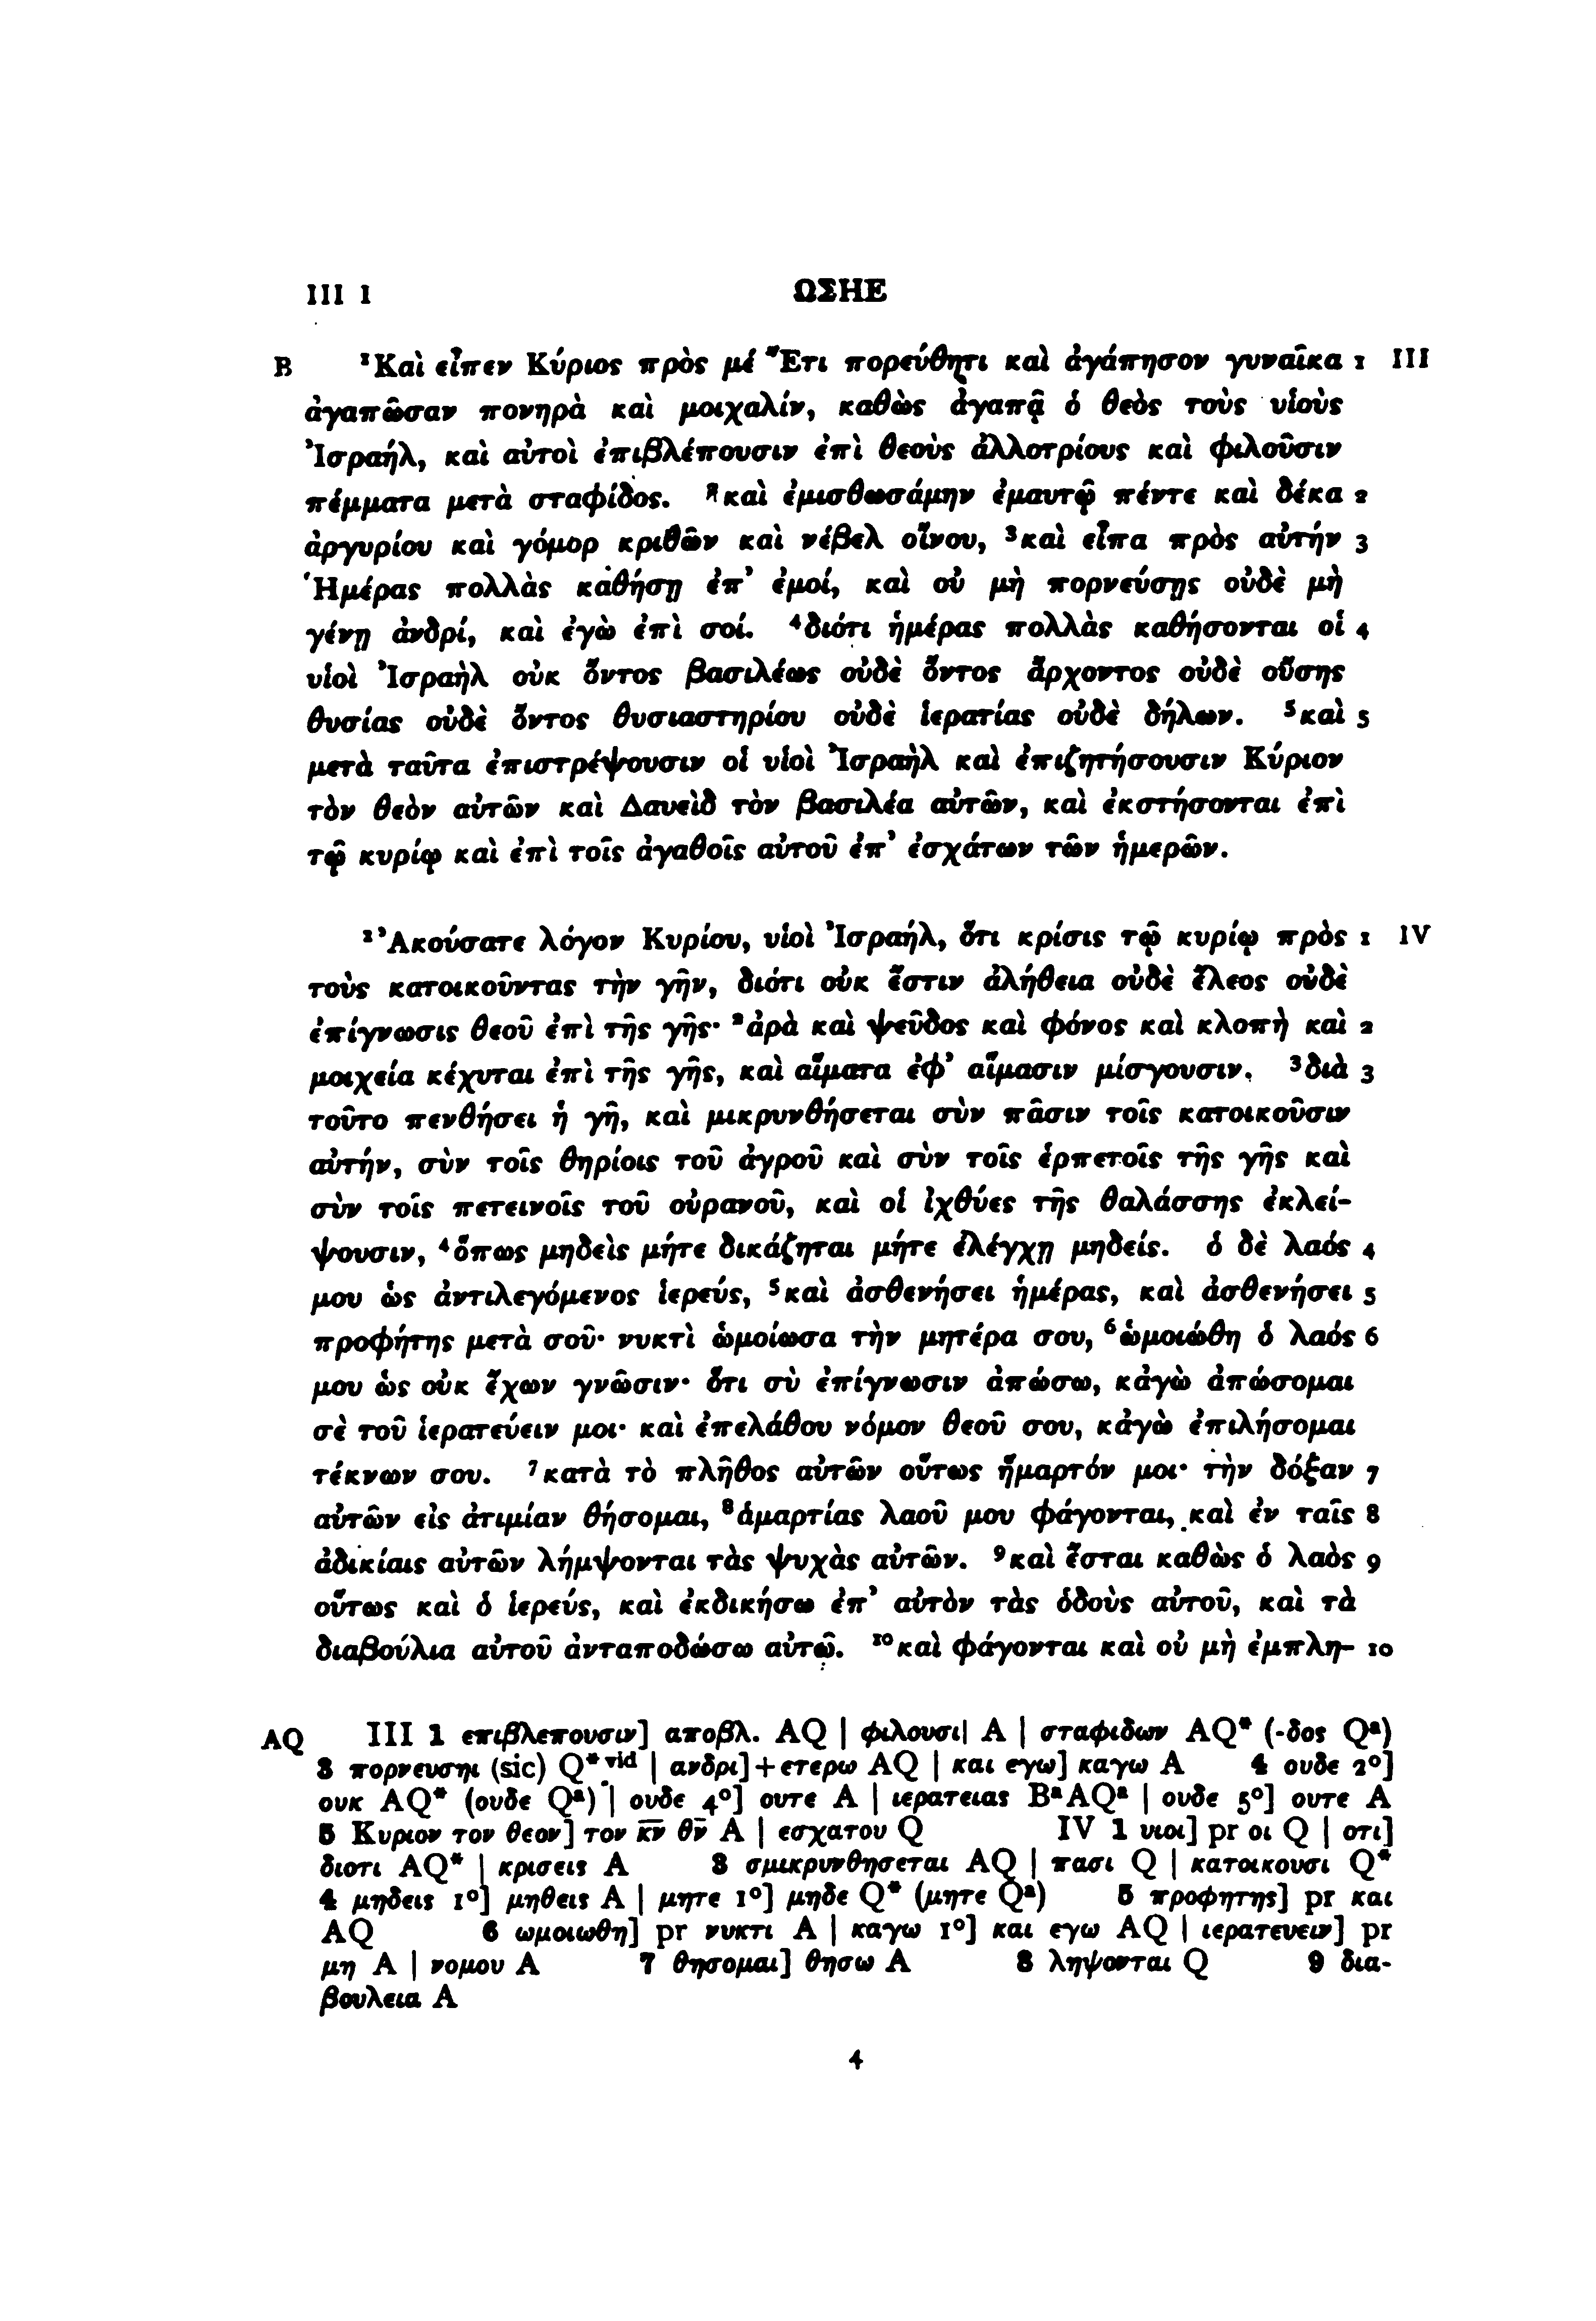 III 1 ΩΣΗΕ
B ¹Καὶ εἶπεν Κύριος πρὸς μέ Ἔτι πορεύθητι καὶ ἀγάπησον γυναῖκα 1 III
ἀγαπῶσαν πονηρὰ καὶ μοιχαλίν, καθὼς ἀγαπᾷ ὁ θεὸς τοὺς υἱοὺς
Ἰσραήλ, καὶ αὐτοὶ ἐπιβλέπουσιν ἐπὶ θεοὺς ἀλλοτρίους καὶ φιλοῦσιν
πέμματα μετὰ σταφίδος. ²καὶ ἐμισθωσάμην ἐμαυτῷ πέντε καὶ δέκα 2
ἀργυρίου καὶ γόμορ κριθῶν καὶ νέβελ οἴνου, ³καὶ εἶπα πρὸς αὐτήν 3
Ἡμέρας πολλὰς καθήσῃ ἐπ’ ἐμοί, καὶ οὐ μὴ πορνεύσῃς οὐδὲ μὴ
γένῃ ἀνδρί, καὶ ἐγὼ ἐπὶ σοί. ⁴διότι ἡμέρας πολλὰς καθήσονται οἱ 4
υἱοὶ Ἰσραὴλ οὐκ ὄντος βασιλέως οὐδὲ ὄντος ἄρχοντος οὐδὲ οὔσης
θυσίας οὐδὲ ὄντος θυσιαστηρίου οὐδὲ ἱερατίας οὐδὲ δήλων. ⁵καὶ 5
μετὰ ταῦτα ἐπιστρέψουσιν οἱ υἱοὶ Ἰσραὴλ καὶ ἐπιζητήσουσιν Κύριον
τὸν θεὸν αὐτῶν καὶ Δαυεὶδ τὸν βασιλέα αὐτῶν, καὶ ἐκστήσονται ἐπὶ
τῷ κυρίῳ καὶ ἐπὶ τοῖς ἀγαθοῖς αὐτοῦ ἐπ’ ἐσχάτων τῶν ἡμερῶν.
¹Ἀκούσατε λόγον Κυρίου, υἱοὶ Ἰσραήλ, ὅτι κρίσις τῷ κυρίῳ πρὸς 1 IV
τοὺς κατοικοῦντας τὴν γῆν, διότι οὐκ ἔστιν ἀλήθεια οὐδὲ ἔλεος οὐδὲ
ἐπίγνωσις θεοῦ ἐπὶ τῆς γῆς· ²ἀρὰ καὶ ψεῦδος καὶ φόνος καὶ κλοπὴ καὶ 2
μοιχεία κέχυται ἐπὶ τῆς γῆς, καὶ αἵματα ἐφ’ αἵμασιν μίσγουσιν. ³διὰ 3
τοῦτο πενθήσει ἡ γῆ, καὶ μικρυνθήσεται σὺν πᾶσιν τοῖς κατοικοῦσιν
αὐτήν, σὺν τοῖς θηρίοις τοῦ ἀγροῦ καὶ σὺν τοῖς ἑρπετοῖς τῆς γῆς καὶ
σὺν τοῖς πετεινοῖς τοῦ οὐρανοῦ, καὶ οἱ ἰχθύες τῆς θαλάσσης ἐκλεί-
ψουσιν, ⁴ὅπως μηδεὶς μήτε δικάζηται μήτε ἐλέγχῃ μηδείς. ὁ δὲ λαός 4
μου ὡς ἀντιλεγόμενος ἱερεύς, ⁵καὶ ἀσθενήσει ἡμέρας, καὶ ἀσθενήσει 5
προφήτης μετὰ σοῦ· νυκτὶ ὡμοίωσα τὴν μητέρα σου, ⁶ὡμοιώθη ὁ λαός 6
μου ὡς οὐκ ἔχων γνῶσιν· ὅτι σὺ ἐπίγνωσιν ἀπώσω, κἀγὼ ἀπώσομαι
σὲ τοῦ ἱερατεύειν μοι· καὶ ἐπελάθου νόμον θεοῦ σου, κἀγὼ ἐπιλήσομαι
τέκνων σου. ⁷κατὰ τὸ πλῆθος αὐτῶν οὕτως ἥμαρτόν μοι· τὴν δόξαν 7
αὐτῶν εἰς ἀτιμίαν θήσομαι, ⁸ἁμαρτίας λαοῦ μου φάγονται, καὶ ἐν ταῖς 8
ἀδικίαις αὐτῶν λήμψονται τὰς ψυχὰς αὐτῶν. ⁹καὶ ἔσται καθὼς ὁ λαὸς 9
οὕτως καὶ ὁ ἱερεύς, καὶ ἐκδικήσω ἐπ’ αὐτὸν τὰς ὁδοὺς αὐτοῦ, καὶ τὰ
διαβούλια αὐτοῦ ἀνταποδώσω αὐτῷ. ¹⁰καὶ φάγονται καὶ οὐ μὴ ἐμπλη- 10
AQ III 1 επιβλεπουσιν] αποβλ. AQ | φιλουσι| A | σταφιδων AQ* (-δος Qᵃ)
3 πορνευσηι (sic) Q*ᵛⁱᵈ | ανδρι]+ετερω AQ | και εγω] καγω A 4 ουδε 2°]
ουκ AQ* (ουδε Qᵃ) | ουδε 4°] ουτε A | ιερατειας BᵃAQᵃ | ουδε 5°] ουτε A
5 Κυριον τον θεον] τον κ̅ν̅ θ̅ν̅ A | εσχατου Q IV 1 υιοι] pr οι Q | οτι]
διοτι AQ* | κρισεις A 3 σμικρυνθησεται AQ | πασι Q | κατοικουσι Q*
4 μηδεις 1°] μηθεις A | μητε 1°] μηδε Q* (μητε Qᵃ) 5 προφητης] pr και
AQ 6 ωμοιωθη] pr νυκτι A | καγω 1°] και εγω AQ | ιερατευειν] pr
μη A | νομου A 7 θησομαι] θησω A 8 ληψονται Q 9 δια-
βουλεια A
4